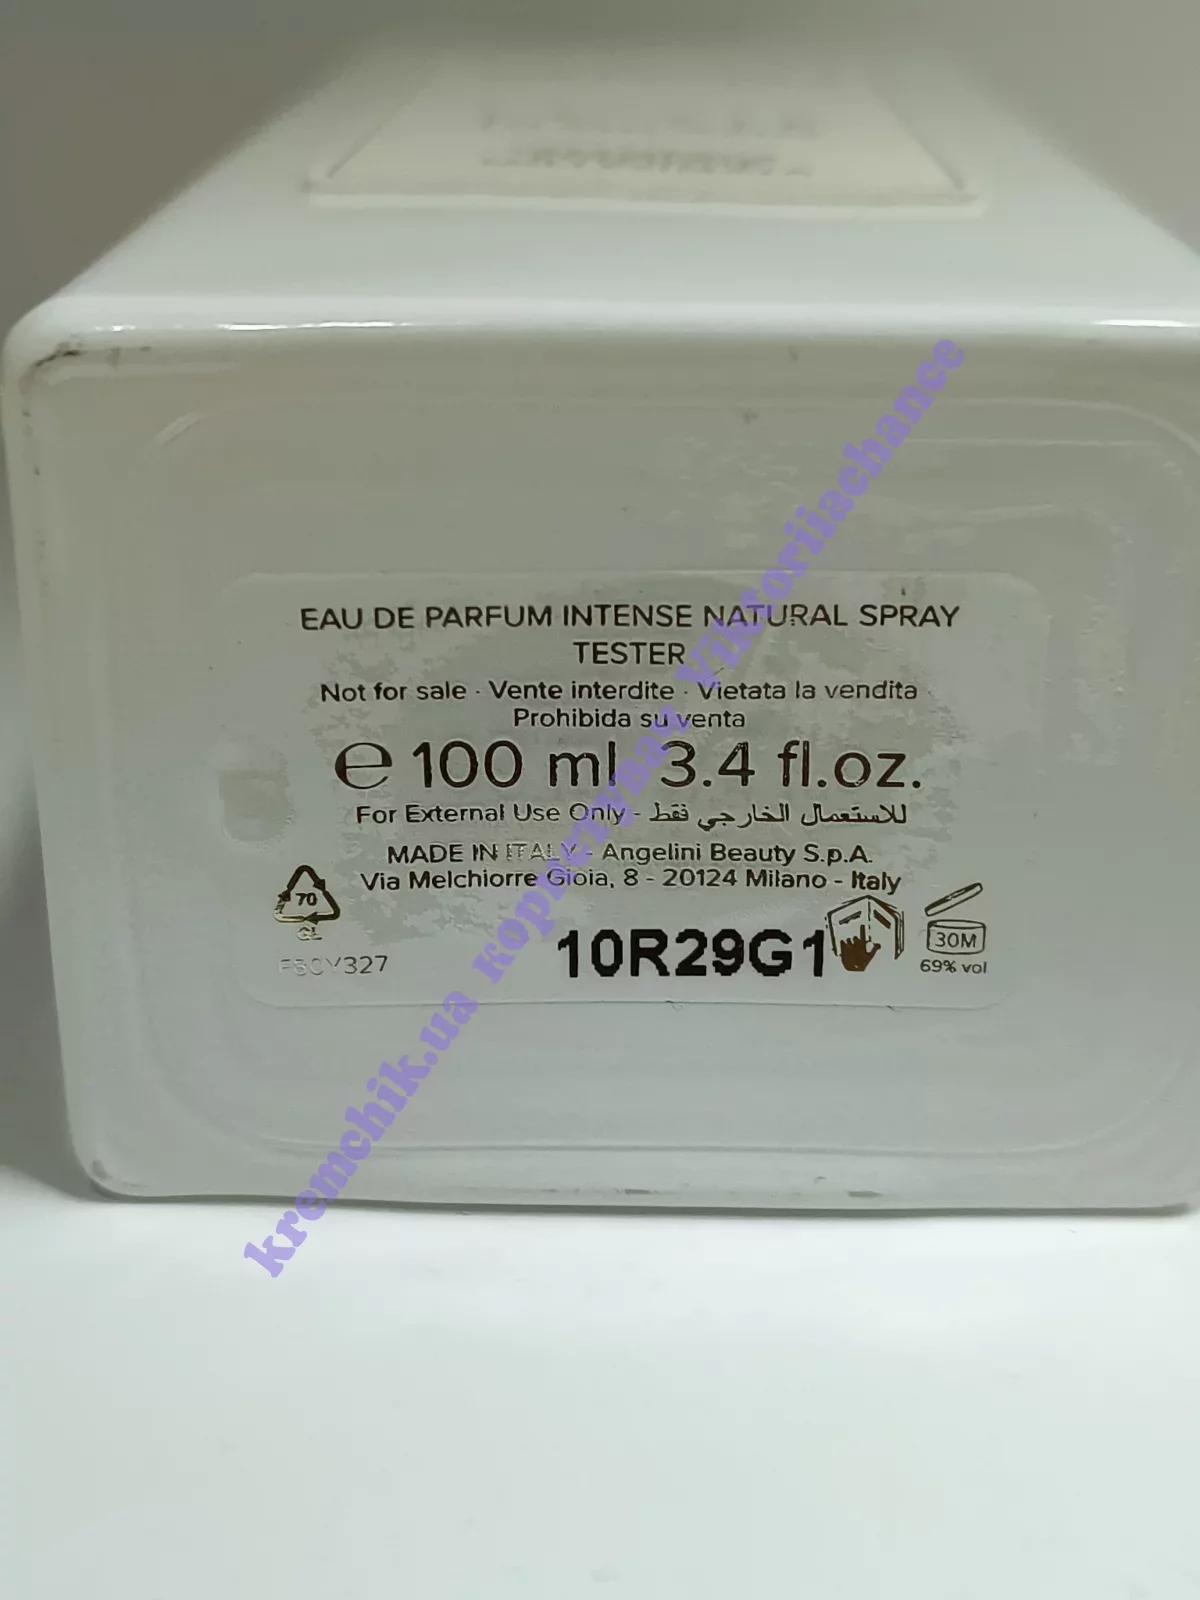 EAU DE PARFUM INTENSE NATURAL SPRAY
TESTER
Not for sale · Vente interdite · Vietata la vendita
Prohibida su venta
℮ 100 ml 3.4 fl.oz.
For External Use Only - للاستعمال الخارجي فقط
MADE IN ITALY - Angelini Beauty S.p.A.
Via Melchiorre Gioia, 8 - 20124 Milano - Italy
70
GL
10R29G1
30M
69% vol
kremchik.ua користувач Viktoriiachance